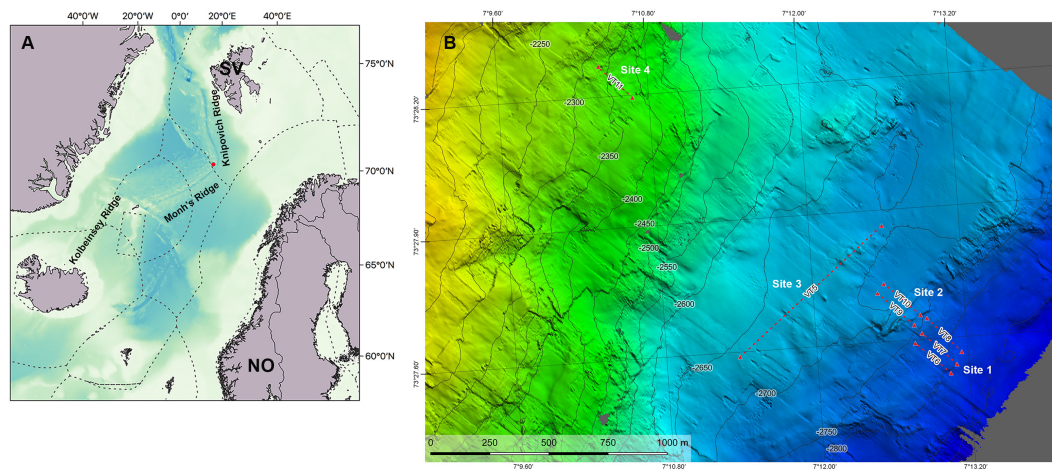 A
40°0'W
20°0'W
0°0'
20°0'E
40°0'E
75°0'N
70°0'N
65°0'N
60°0'N
SV
Knipovich Ridge
Monh's Ridge
Kolbeinsey Ridge
NO
B
7°9.60'
7°10.80'
7°12.00'
7°13.20'
73°28.20'
73°27.90'
73°27.60'
-2250
Site 4
VT11
-2300
-2350
-2400
-2450
-2500
-2550
-2600
Site 3
VT5
Site 2
VT10
VT9
VT7
Site 1
-2650
-2700
-2750
-2800
0 250 500 750 1000 m
7°9.60'
7°10.80'
7°12.00'
7°13.20'